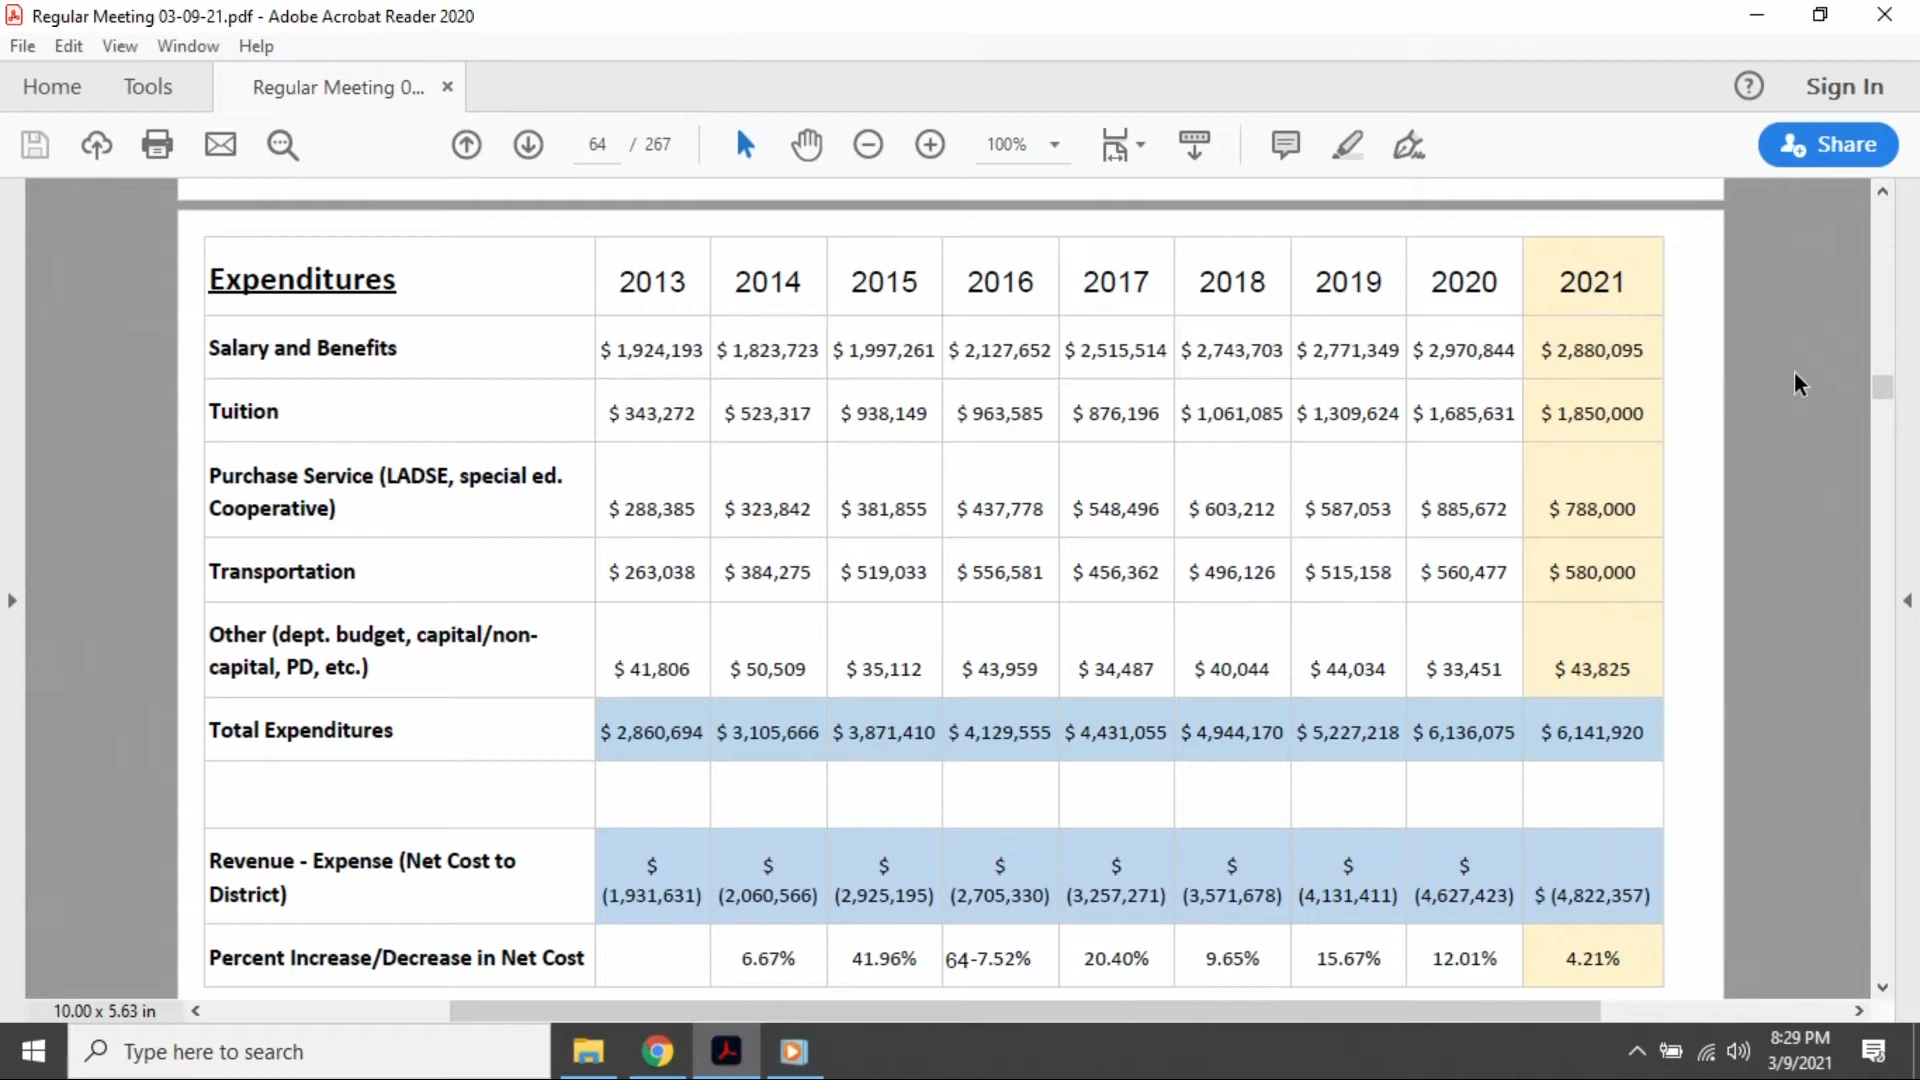 Regular Meeting 03-09-21.pdf - Adobe Acrobat Reader 2020
File Edit View Window Help
Home Tools Regular Meeting 0... × ? Sign In
64 / 267 100% Share
Expenditures 2013 2014 2015 2016 2017 2018 2019 2020 2021
Salary and Benefits $ 1,924,193 $ 1,823,723 $ 1,997,261 $ 2,127,652 $ 2,515,514 $ 2,743,703 $ 2,771,349 $ 2,970,844 $ 2,880,095
Tuition $ 343,272 $ 523,317 $ 938,149 $ 963,585 $ 876,196 $ 1,061,085 $ 1,309,624 $ 1,685,631 $ 1,850,000
Purchase Service (LADSE, special ed.
Cooperative) $ 288,385 $ 323,842 $ 381,855 $ 437,778 $ 548,496 $ 603,212 $ 587,053 $ 885,672 $ 788,000
Transportation $ 263,038 $ 384,275 $ 519,033 $ 556,581 $ 456,362 $ 496,126 $ 515,158 $ 560,477 $ 580,000
Other (dept. budget, capital/non-
capital, PD, etc.) $ 41,806 $ 50,509 $ 35,112 $ 43,959 $ 34,487 $ 40,044 $ 44,034 $ 33,451 $ 43,825
Total Expenditures $ 2,860,694 $ 3,105,666 $ 3,871,410 $ 4,129,555 $ 4,431,055 $ 4,944,170 $ 5,227,218 $ 6,136,075 $ 6,141,920
Revenue - Expense (Net Cost to $ $ $ $ $ $ $ $
District) (1,931,631) (2,060,566) (2,925,195) (2,705,330) (3,257,271) (3,571,678) (4,131,411) (4,627,423) $ (4,822,357)
Percent Increase/Decrease in Net Cost 6.67% 41.96% 64-7.52% 20.40% 9.65% 15.67% 12.01% 4.21%
10.00 x 5.63 in
Type here to search 8:29 PM
3/9/2021